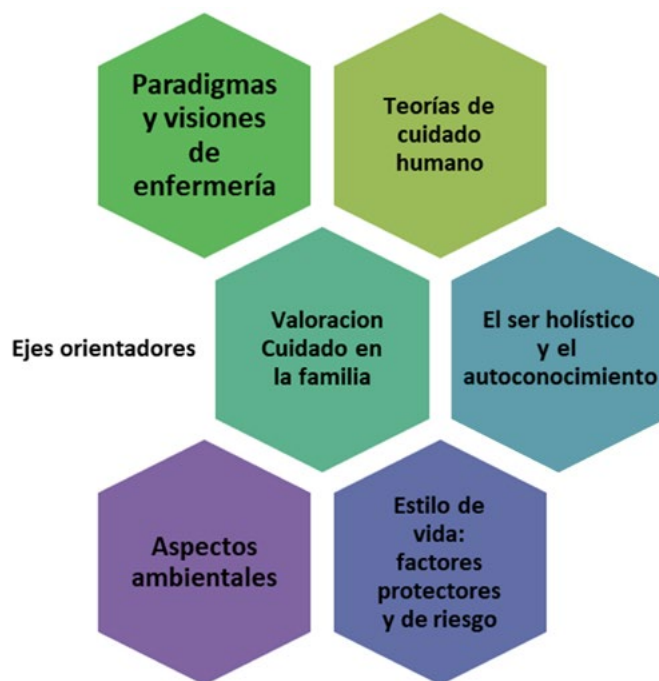 Paradigmas
y visiones
de
enfermería
Teorías de
cuidado
humano
Ejes orientadores
Valoracion
Cuidado en
la familia
El ser holístico
y el
autoconocimiento
Aspectos
ambientales
Estilo de
vida:
factores
protectores
y de riesgo